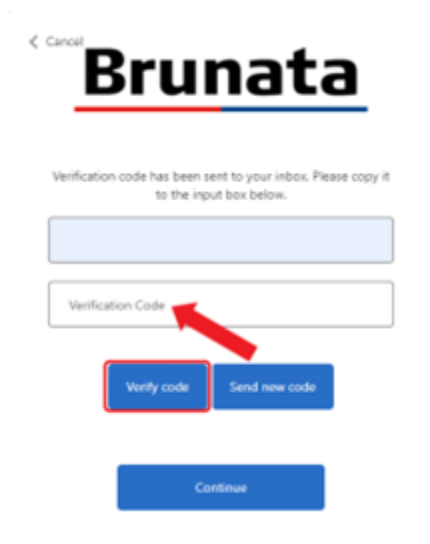 Cancel
Brunata
Verification code has been sent to your inbox. Please copy it
to the input box below.
Verification Code
Verify code
Send new code
Continue